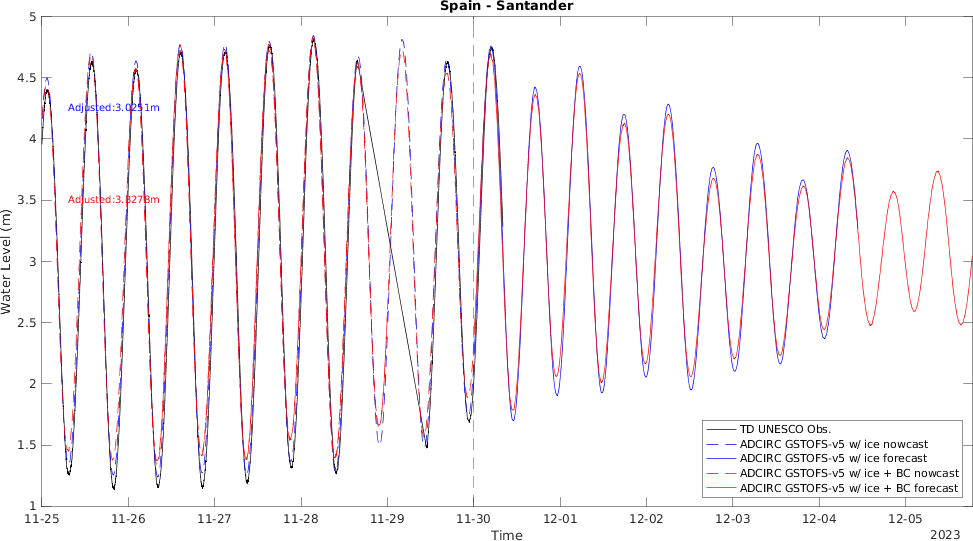 Spain - Santander
5
4.5
Adjusted:3.0251m
4
3.5
Adjusted:3.3278m
3
2.5
2
1.5
1
Water Level (m)
TD UNESCO Obs.
ADCIRC GSTOFS-v5 w/ ice nowcast
ADCIRC GSTOFS-v5 w/ ice forecast
ADCIRC GSTOFS-v5 w/ ice + BC nowcast
ADCIRC GSTOFS-v5 w/ ice + BC forecast
11-25 11-26 11-27 11-28 11-29 11-30 12-01 12-02 12-03 12-04 12-05
Time
2023